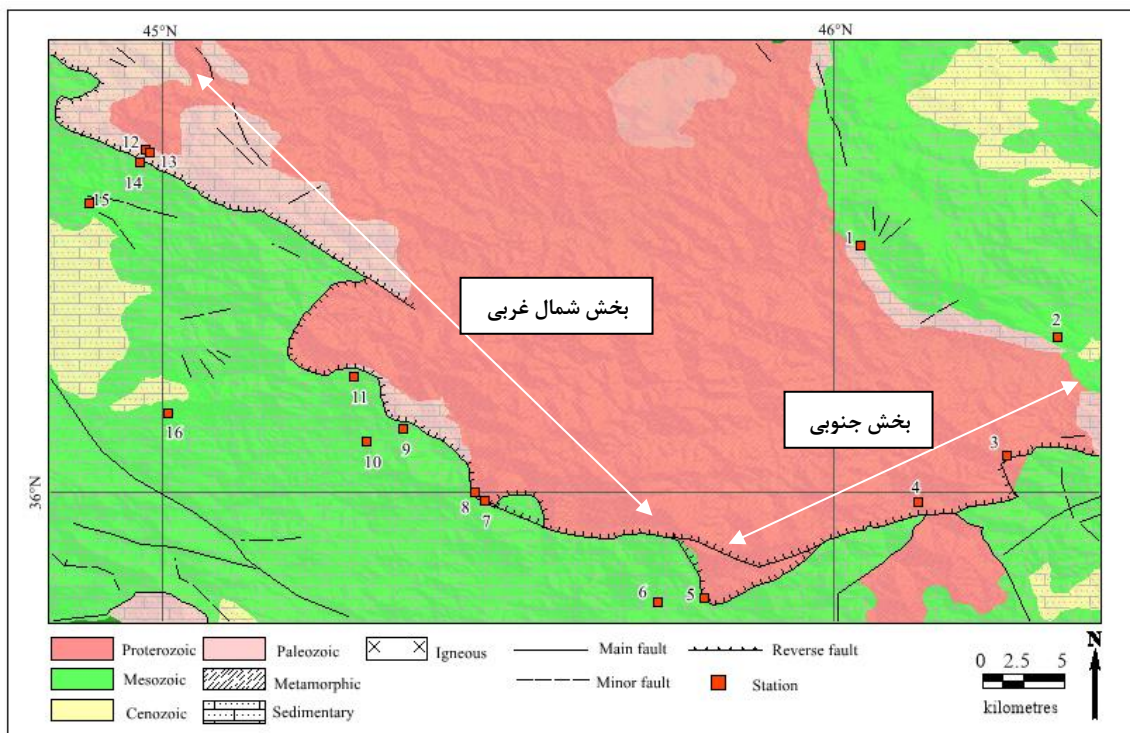 45°N
46°N
12
13
14
15
1
بخش شمال غربی
2
11
بخش جنوبی
16
9
10
3
36°N
8
7
4
6
5
Proterozoic
Paleozoic
Igneous
Main fault
Reverse fault
N
Mesozoic
Metamorphic
Minor fault
Station
0 2.5 5
Cenozoic
Sedimentary
kilometres